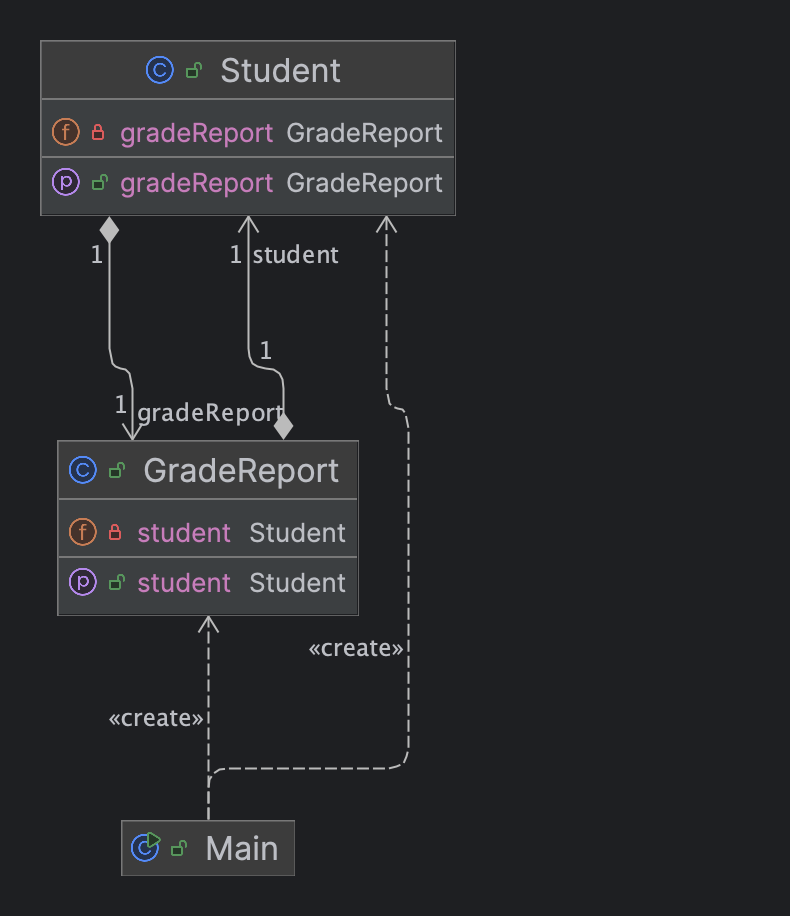 C Student
f gradeReport GradeReport
p gradeReport GradeReport
1
1 student
1
1 gradeReport
C GradeReport
f student Student
p student Student
«create»
«create»
C Main